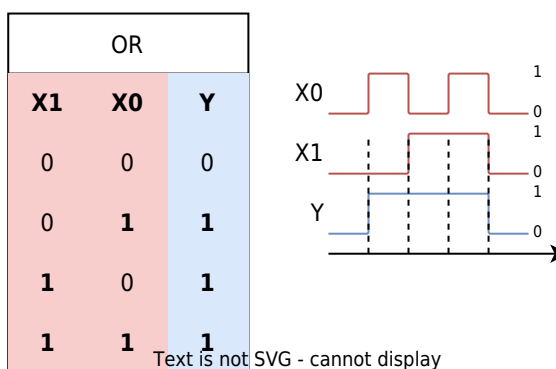 OR
X1 X0 Y
0 0 0
0 1 1
1 0 1
1 1 1
X0 1
0
X1 1
0
Y 1
0
Text is not SVG - cannot display